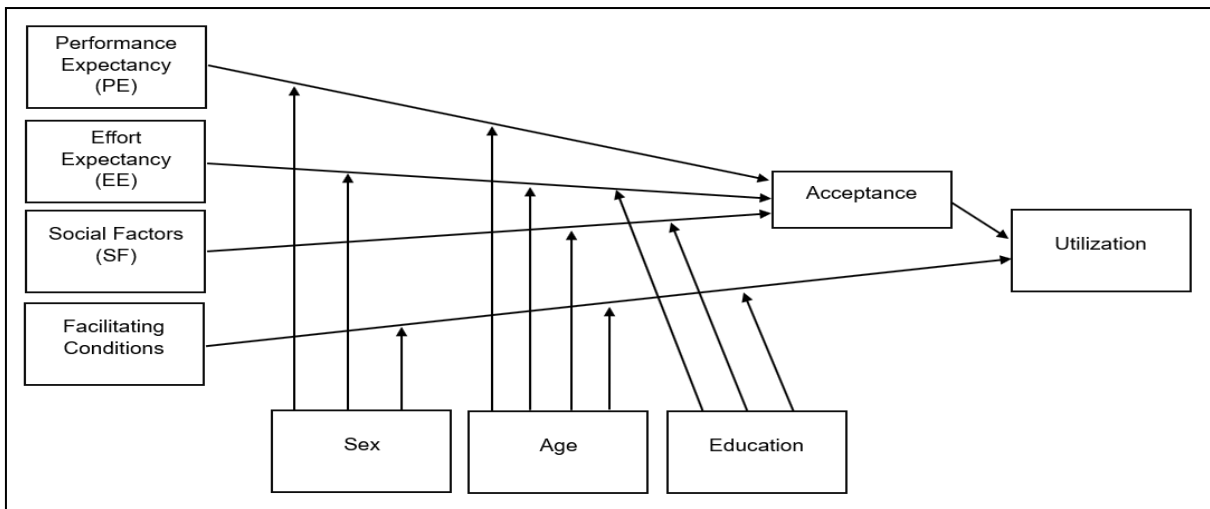 Performance
Expectancy
(PE)
Effort
Expectancy
(EE)
Social Factors
(SF)
Facilitating
Conditions
Acceptance
Utilization
Sex
Age
Education